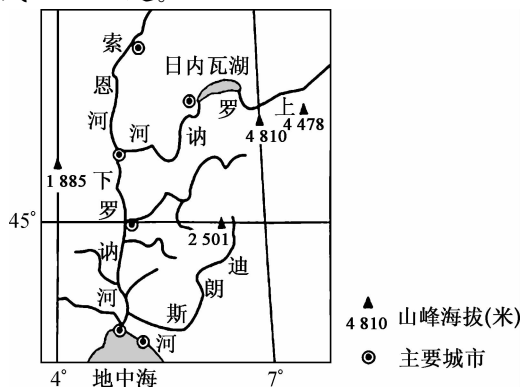 索
恩
河
日内瓦湖
罗
上
河
讷
4 810
4 478
1 885
下
罗
讷
河
45°
2 501
迪
朗
斯
河
4°
地中海
7°
4 810 山峰海拔(米)
主要城市